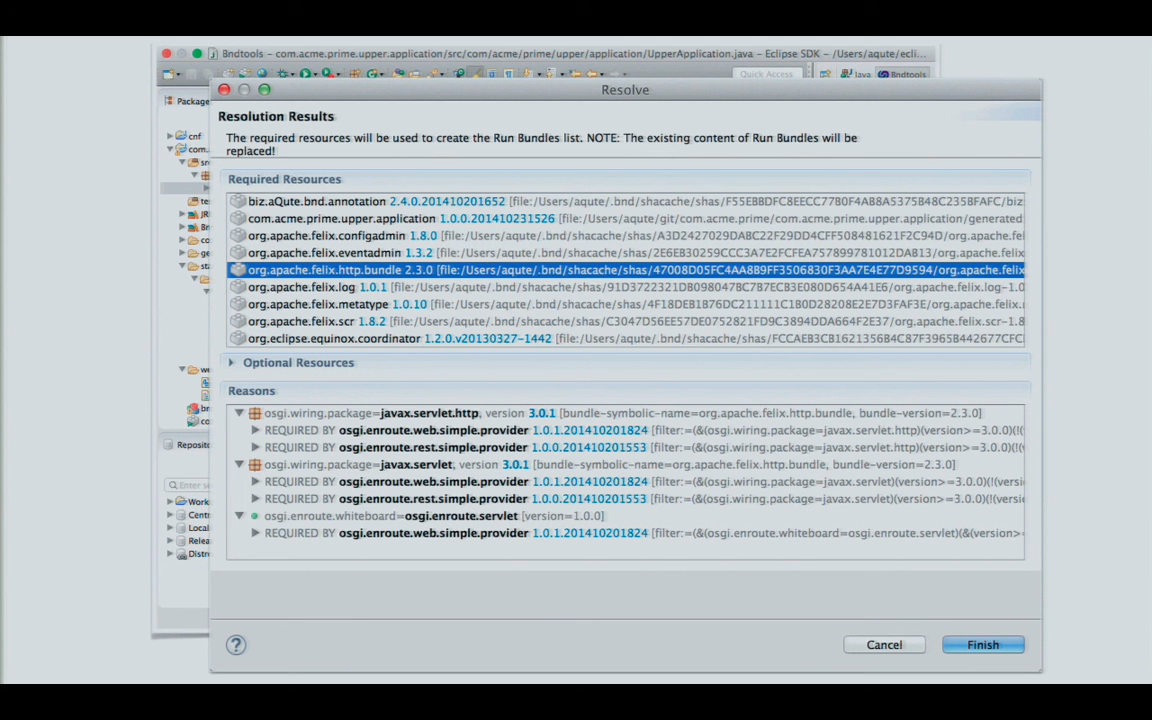 Bndtools – com.acme.prime.upper.application/src/com/acme/prime/upper/application/UpperApplication.java – Eclipse SDK – /Users/aqute/ecli...
Quick Access
Java
Bndtools
Resolve
Package
Resolution Results
The required resources will be used to create the Run Bundles list. NOTE: The existing content of Run Bundles will be
replaced!
cnf
com.
Required Resources
biz.aQute.bnd.annotation 2.4.0.201410201652 [file:/Users/aqute/.bnd/shacache/shas/F55EBBDFC8EECC77B0F4AB8A5375B48C235BFAFC/biz
com.acme.prime.upper.application 1.0.0.201410231526 [file:/Users/aqute/git/com.acme.prime/com.acme.prime.upper.application/generated
org.apache.felix.configadmin 1.8.0 [file:/Users/aqute/.bnd/shacache/shas/A3D2427029DABC22F29DD4CFF508481621F2C94D/org.apache.fel
org.apache.felix.eventadmin 1.3.2 [file:/Users/aqute/.bnd/shacache/shas/2E6EB30259CCC3A7E2FCFEA757899781012DAB13/org.apache.feli
org.apache.felix.http.bundle 2.3.0 [file:/Users/aqute/.bnd/shacache/shas/47008D05FC4AA8B9FF3506830F3AA7E4E77D9594/org.apache.felix
org.apache.felix.log 1.0.1 [file:/Users/aqute/.bnd/shacache/shas/91D3722321DB098047BC7B7ECB3E080D654A41E6/org.apache.felix.log-1.0
org.apache.felix.metatype 1.0.10 [file:/Users/aqute/.bnd/shacache/shas/4F18DEB1876DC211111C1B0D28208E2E7D3FAF3E/org.apache.felix.
org.apache.felix.scr 1.8.2 [file:/Users/aqute/.bnd/shacache/shas/C3047D56EE57DE0752821FD9C3894DDA664F2E37/org.apache.felix.scr-1.8
org.eclipse.equinox.coordinator 1.2.0.v20130327-1442 [file:/Users/aqute/.bnd/shacache/shas/FCCAEB3CB1621356B4C87F3965B442677CFCI
Optional Resources
Reasons
osgi.wiring.package=javax.servlet.http, version 3.0.1 [bundle-symbolic-name=org.apache.felix.http.bundle, bundle-version=2.3.0]
REQUIRED BY osgi.enroute.web.simple.provider 1.0.1.201410201824 [filter:=(&(osgi.wiring.package=javax.servlet.http)(version>=3.0.0)(!(
REQUIRED BY osgi.enroute.rest.simple.provider 1.0.0.201410201553 [filter:=(&(osgi.wiring.package=javax.servlet.http)(version>=3.0.0)(!(v
osgi.wiring.package=javax.servlet, version 3.0.1 [bundle-symbolic-name=org.apache.felix.http.bundle, bundle-version=2.3.0]
REQUIRED BY osgi.enroute.web.simple.provider 1.0.1.201410201824 [filter:=(&(osgi.wiring.package=javax.servlet)(version>=3.0.0)(!(versi
REQUIRED BY osgi.enroute.rest.simple.provider 1.0.0.201410201553 [filter:=(&(osgi.wiring.package=javax.servlet)(version>=3.0.0)(!(versi
osgi.enroute.whiteboard=osgi.enroute.servlet [version=1.0.0]
REQUIRED BY osgi.enroute.web.simple.provider 1.0.1.201410201824 [filter:=(&(osgi.whiteboard=osgi.enroute.servlet)(&(version>=
Reposito
Enter se
Work
Centr
Local
Relea
Distro
?
Cancel
Finish